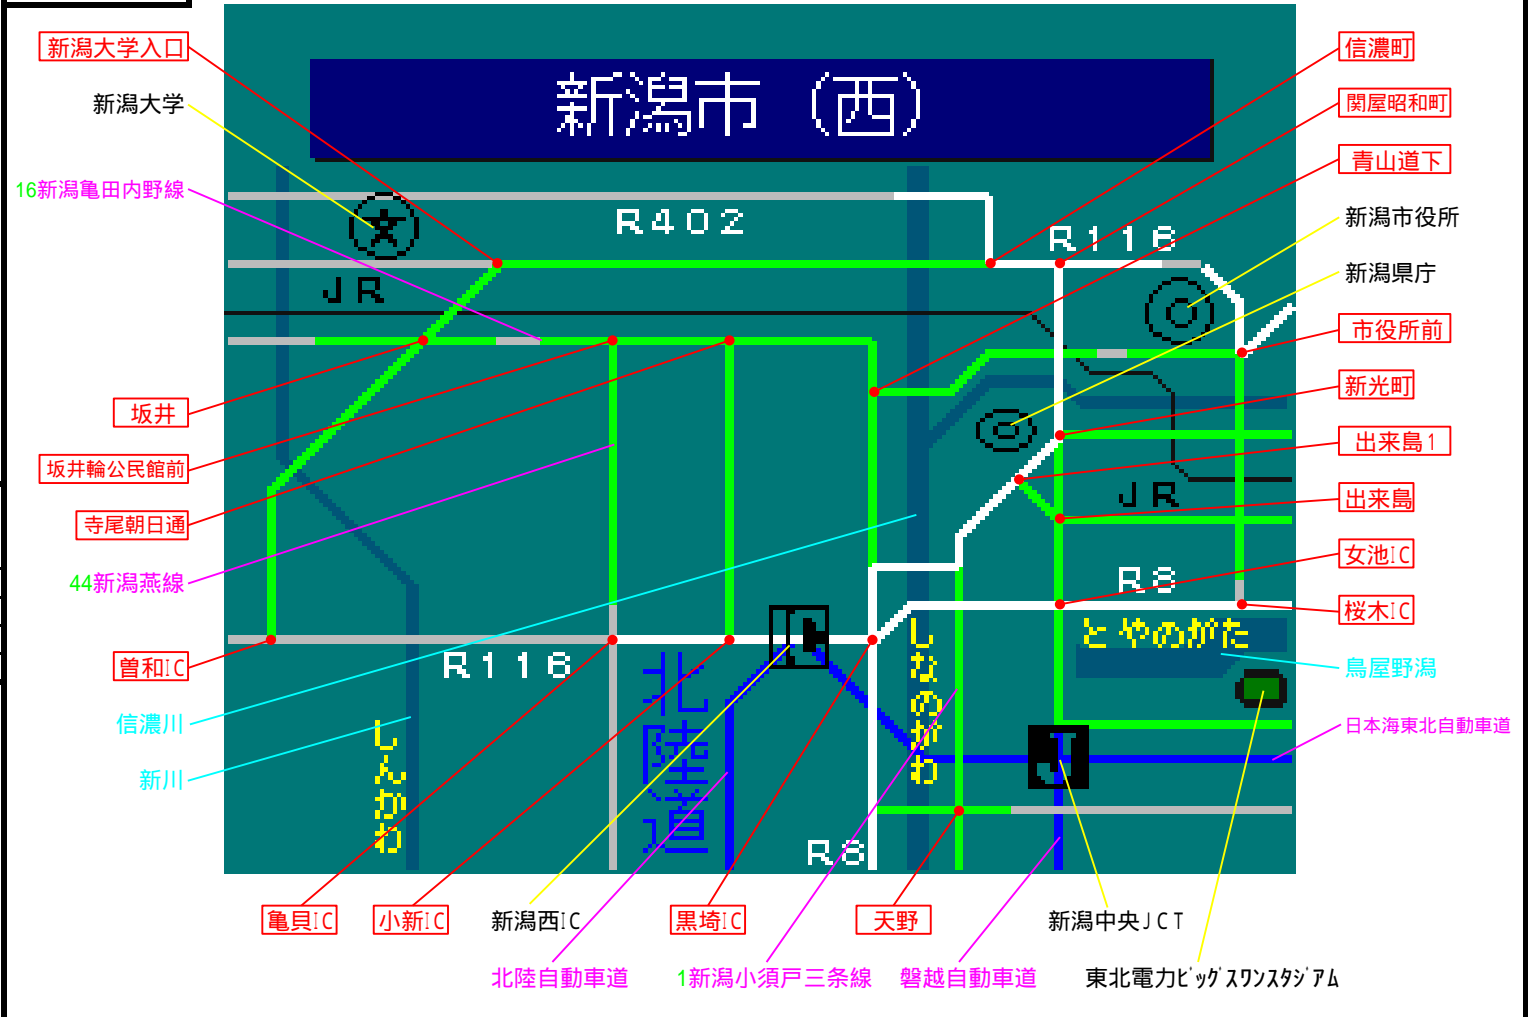 新潟市（西）
新潟大学入口
新潟大学
16新潟亀田内野線
坂井
坂井輪公民館前
寺尾朝日通
44新潟燕線
曽和IC
信濃川
新川
信濃町
関屋昭和町
青山道下
新潟市役所
新潟県庁
市役所前
新光町
出来島1
出来島
女池IC
桜木IC
鳥屋野潟
日本海東北自動車道
R402
R116
JR
JR
R8
とやのがた
R116
北陸道
しなのがわ
しんかわ
R8
亀貝IC
小新IC
新潟西IC
黒埼IC
天野
新潟中央JCT
北陸自動車道
1新潟小須戸三条線
磐越自動車道
東北電力ﾋﾞｯｸﾞｽﾜﾝｽﾀｼﾞｱﾑ